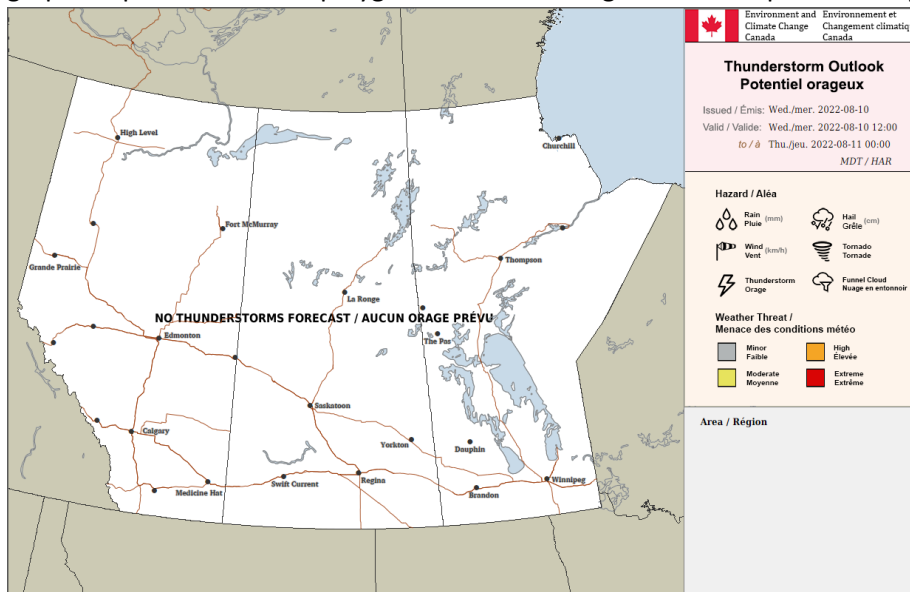 Environment and Environnement et
Climate Change Changement climatiq
Canada Canada
Thunderstorm Outlook
Potentiel orageux
Issued / Émis: Wed./mer. 2022-08-10
Valid / Valide: Wed./mer. 2022-08-10 12:00
to / à Thu./jeu. 2022-08-11 00:00
MDT / HAR
Hazard / Aléa
Rain
Pluie (mm)
Hail
Grêle (cm)
Wind
Vent (km/h)
Tornado
Tornade
Thunderstorm
Orage
Funnel Cloud
Nuage en entonnoir
Weather Threat /
Menace des conditions météo
Minor
Faible
High
Élevée
Moderate
Moyenne
Extreme
Extrême
Area / Région
High Level
Churchill
Fort McMurray
Grande Prairie
Thompson
La Ronge
NO THUNDERSTORMS FORECAST / AUCUN ORAGE PRÉVU
Edmonton
The Pas
Saskatoon
Calgary
Yorkton
Dauphin
Medicine Hat
Swift Current
Regina
Brandon
Winnipeg